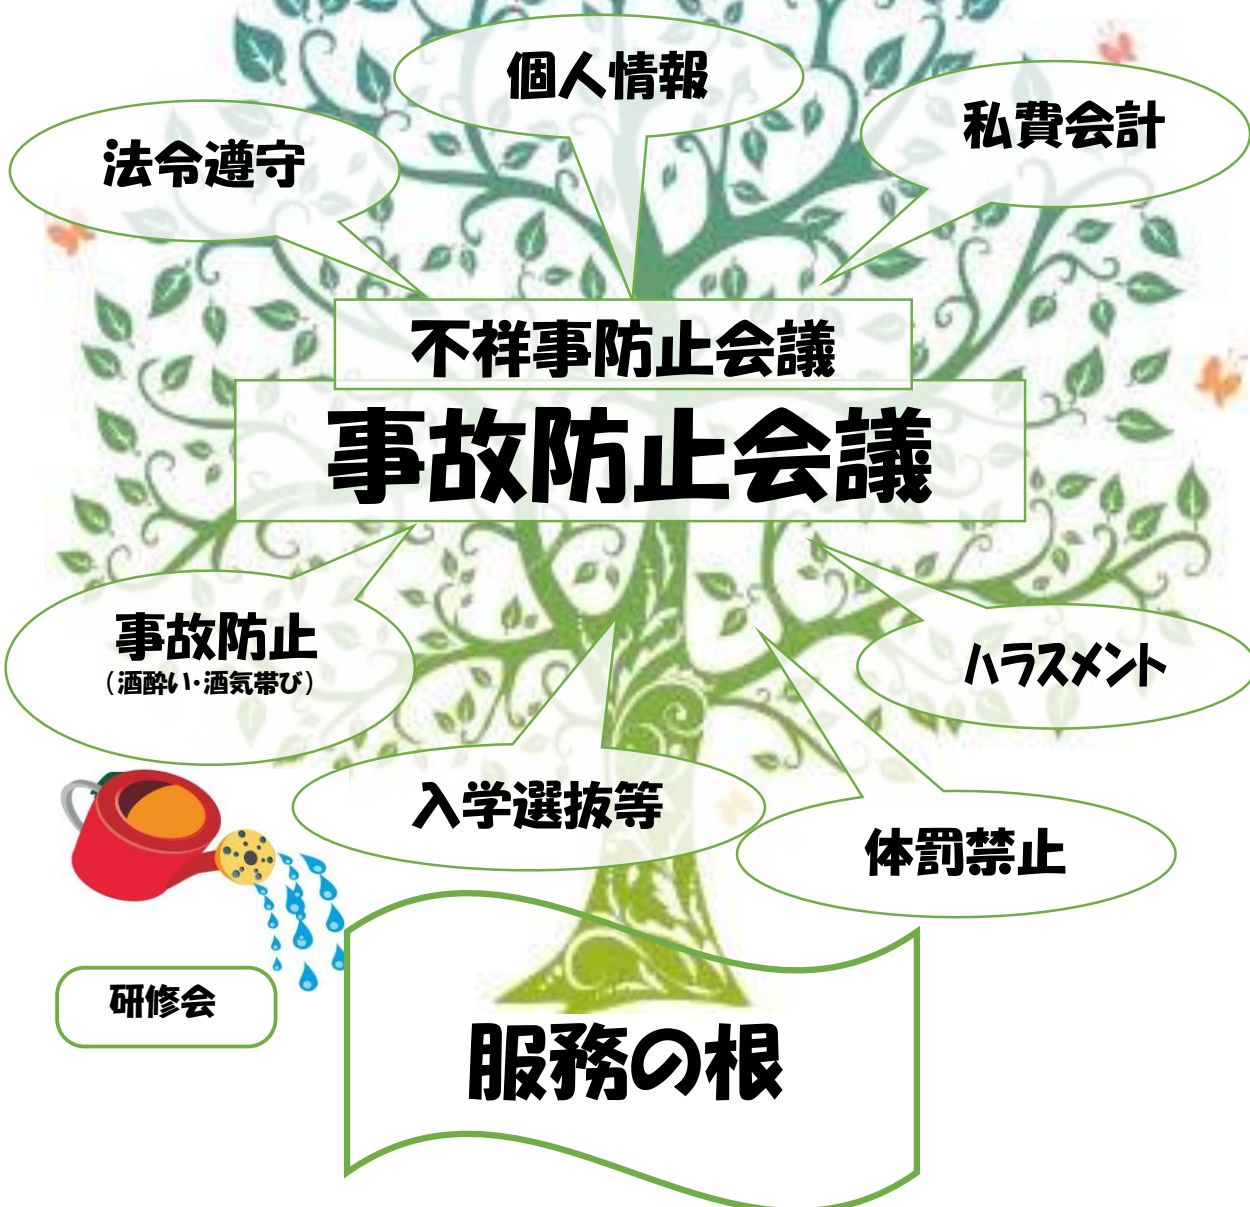 個人情報
私費会計
法令遵守
不祥事防止会議
事故防止会議
事故防止
（酒酔い・酒気帯び）
ハラスメント
入学選抜等
体罰禁止
研修会
服務の根